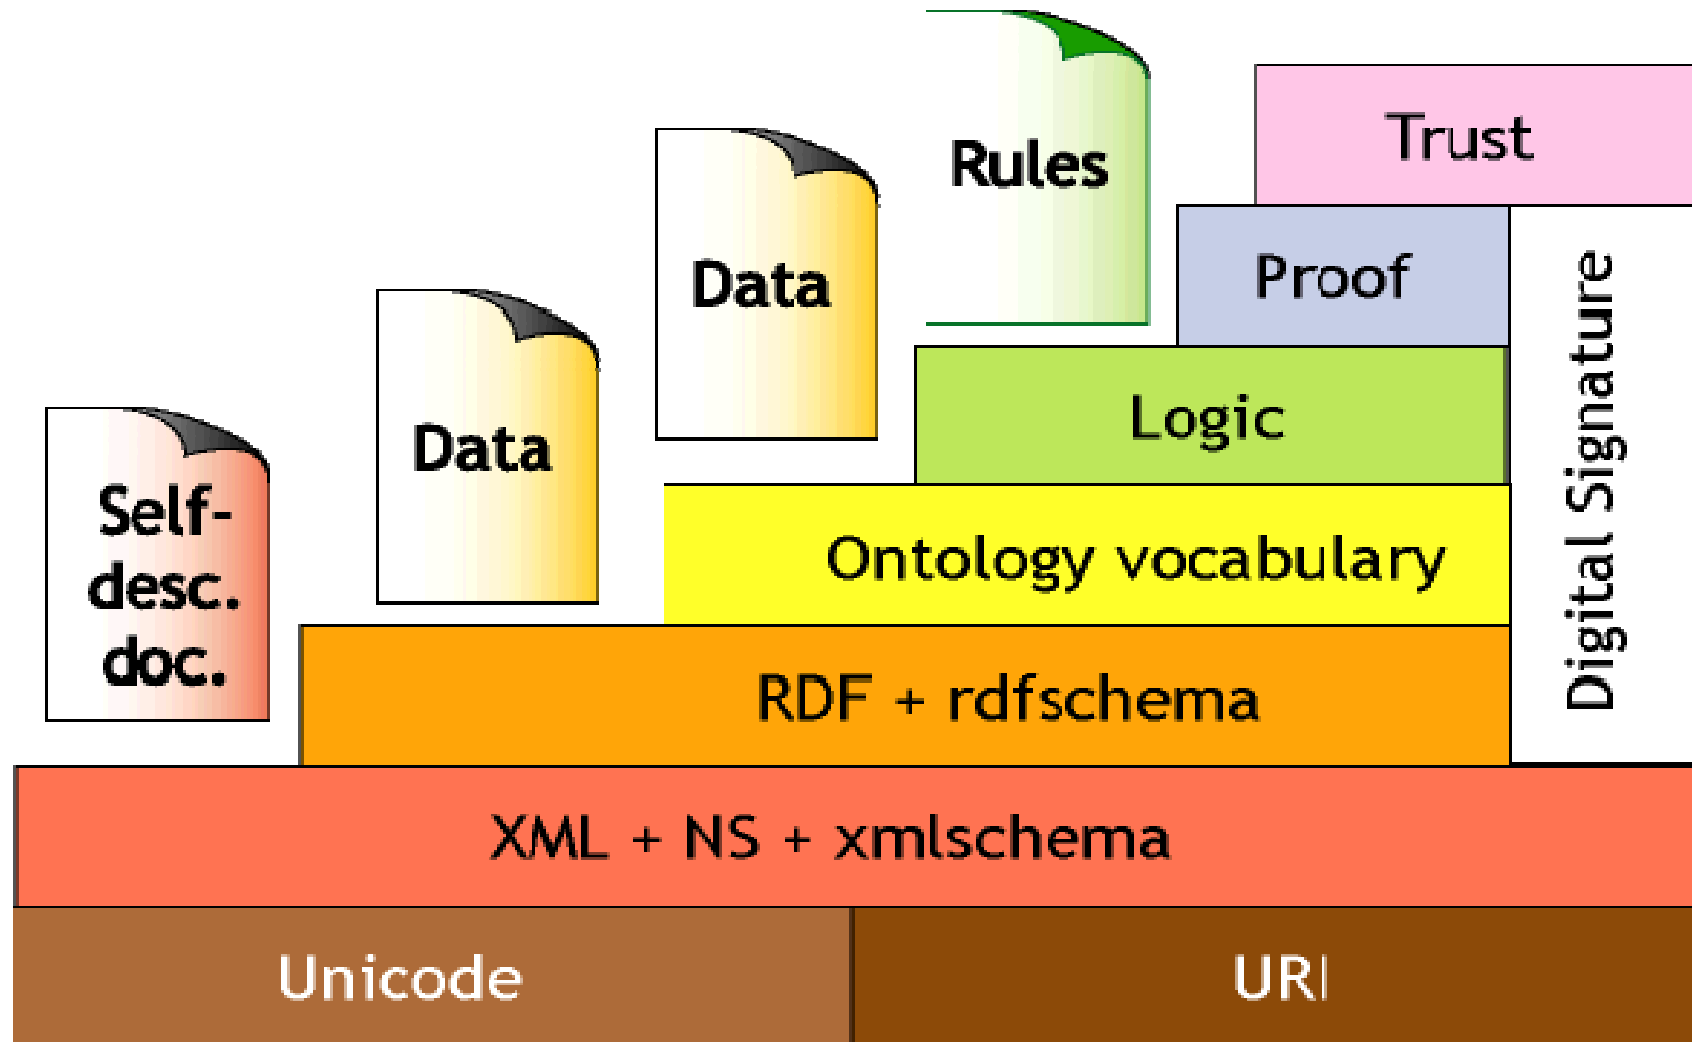 Rules
Trust
Data
Proof
Data
Logic
Digital Signature
Self-
desc.
doc.
Ontology vocabulary
RDF + rdfschema
XML + NS + xmlschema
Unicode
URI